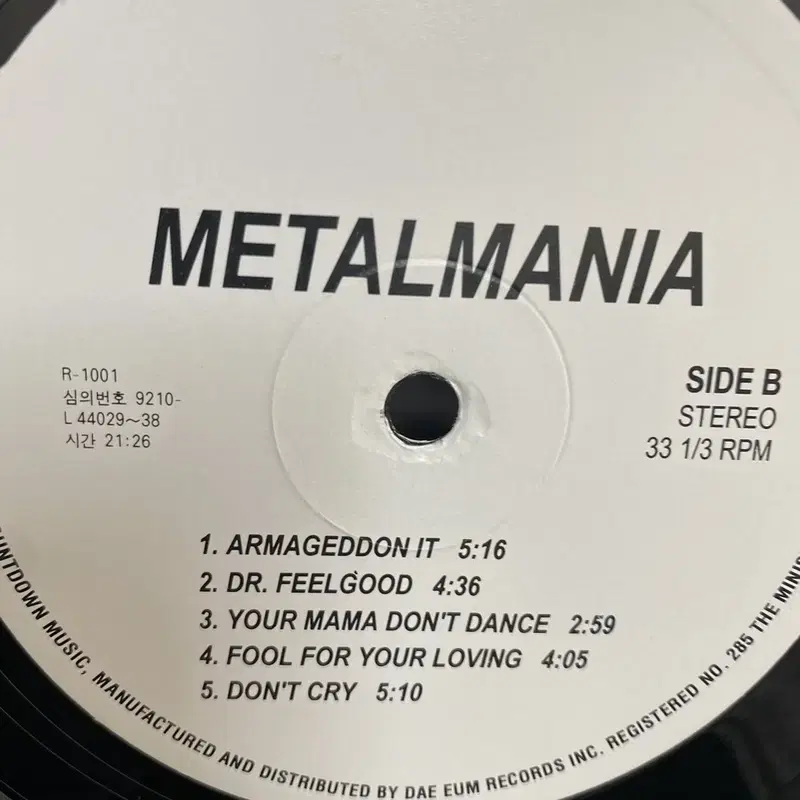 METALMANIA
R-1001
심의번호 9210-
L 44029~38
시간 21:26
SIDE B
STEREO
33 1/3 RPM
1. ARMAGEDDON IT 5:16
2. DR. FEELGOOD 4:36
3. YOUR MAMA DON'T DANCE 2:59
4. FOOL FOR YOUR LOVING 4:05
5. DON'T CRY 5:10
MUSIC, MANUFACTURED AND DISTRIBUTED BY DAE EUM RECORDS INC. REGISTERED NO. 285 THE